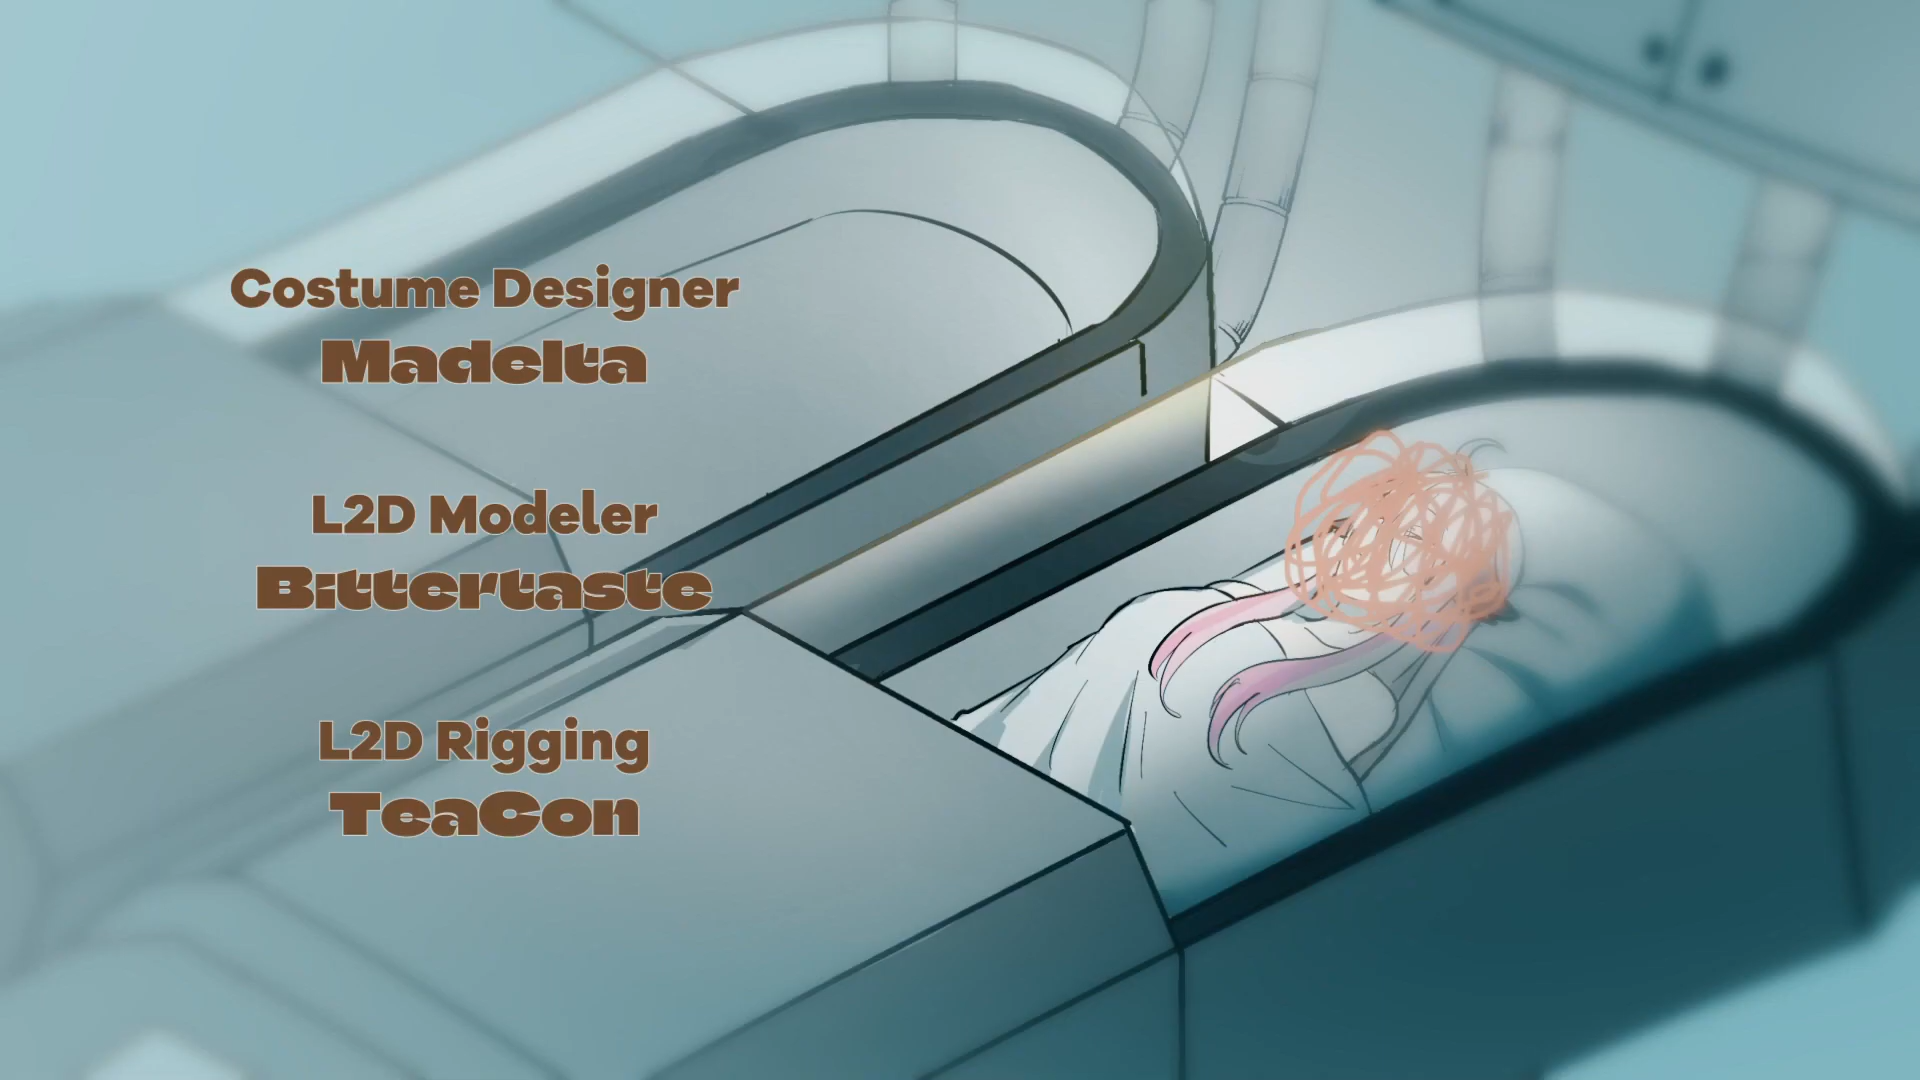 Costume Designer
Madelta
L2D Modeler
Bittertaste
L2D Rigging
TeaCon